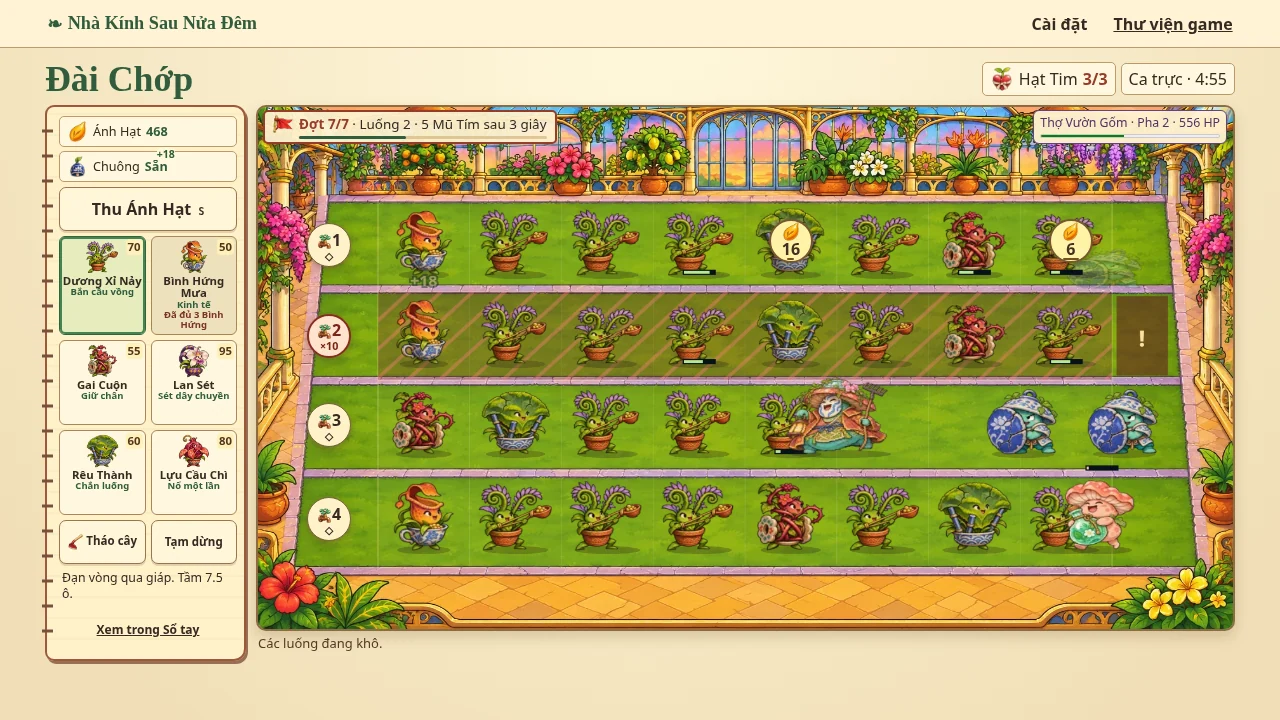 ❧ Nhà Kính Sau Nửa Đêm
Cài đặt
Thư viện game
Đài Chớp
Hạt Tim 3/3
Ca trực · 4:55
Ánh Hạt 468
+18
Chuông Sẵn
Thu Ánh Hạt S
70
Dương Xỉ Nảy
Bắn cầu vồng
50
Bình Hứng Mưa
Kinh tế
Đã đủ 3 Bình Hứng
55
Gai Cuộn
Giữ chân
95
Lan Sét
Sét dây chuyền
60
Rêu Thành
Chắn luống
80
Lựu Cầu Chì
Nổ một lần
Tháo cây
Tạm dừng
Đạn vòng qua giáp. Tầm 7.5 ô.
Xem trong Sổ tay
Đợt 7/7 · Luống 2 · 5 Mũ Tím sau 3 giây
Thợ Vườn Gốm · Pha 2 · 556 HP
1
◇
16
6
+18
2
×10
!
3
◇
4
◇
Các luống đang khô.